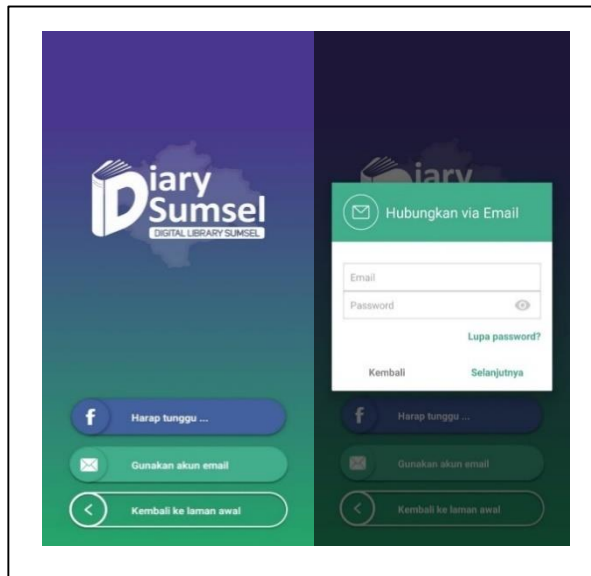 Diary
Sumsel
DIGITAL LIBRARY SUMSEL
Harap tunggu ...
Gunakan akun email
Kembali ke laman awal
iary
Hubungkan via Email
Email
Password
Lupa password?
Kembali
Selanjutnya
Harap tunggu ...
Gunakan akun email
Kembali ke laman awal